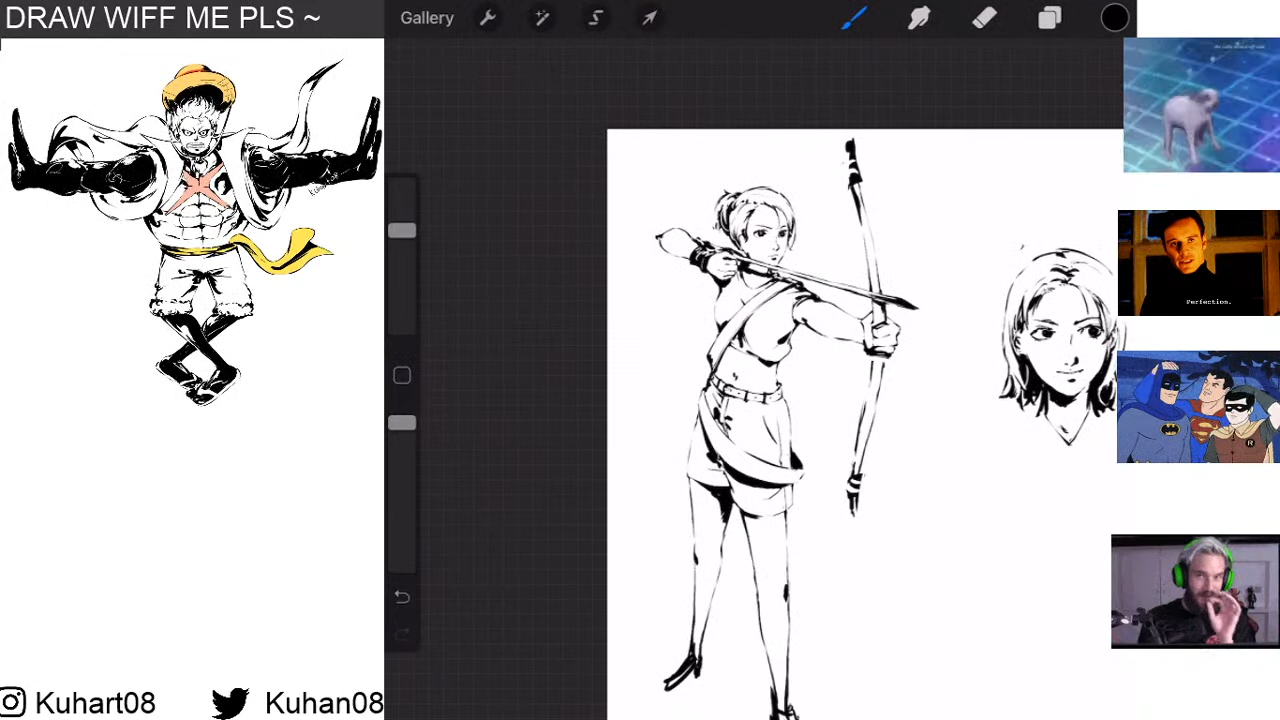 DRAW WIFF ME PLS ~
Gallery
Perfection.
Kuhart08
Kuhan08